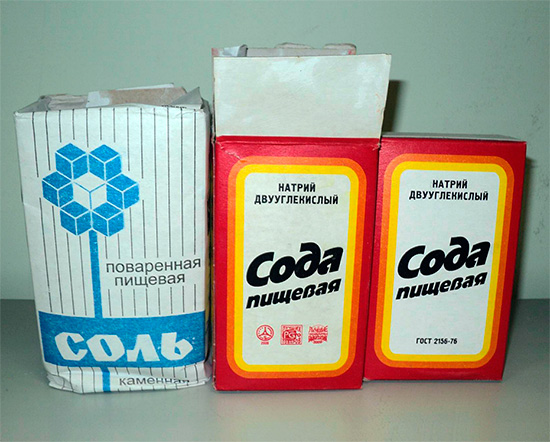 поваренная
пищевая
СОЛЬ
каменная
НАТРИЙ
ДВУУГЛЕКИСЛЫЙ
Сода
пищевая
НАТРИЙ
ДВУУГЛЕКИСЛЫЙ
Сода
пищевая
ГОСТ 2156-76